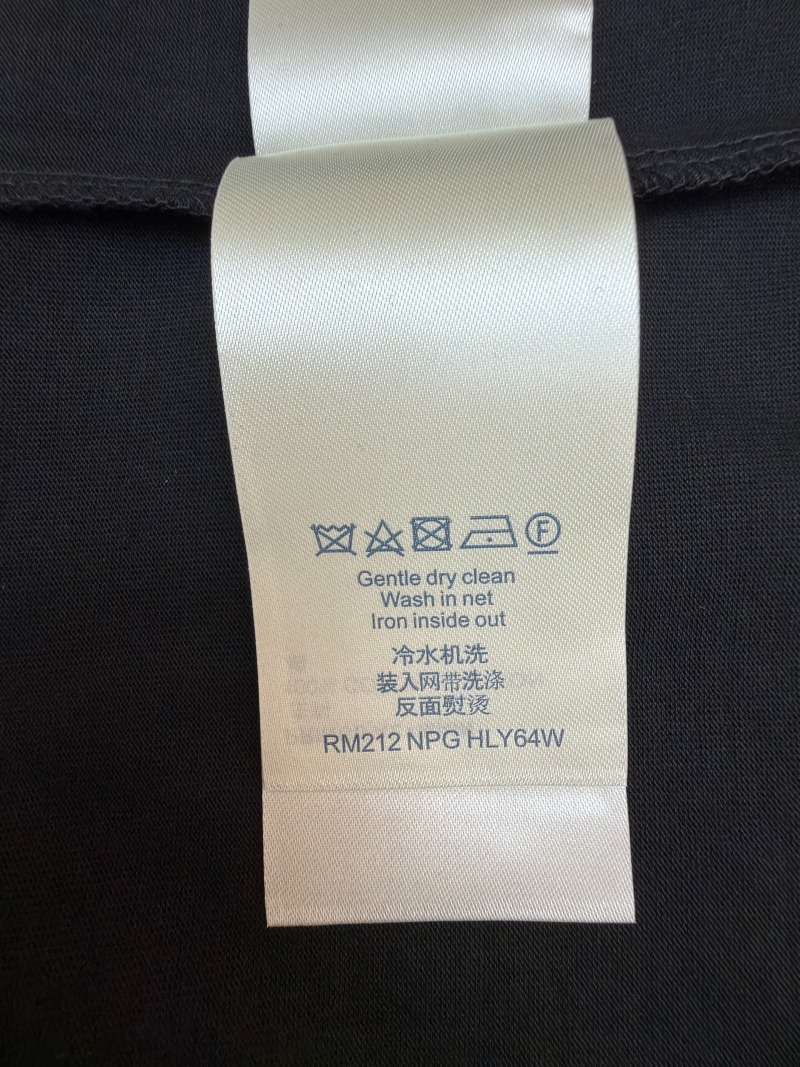 F
Gentle dry clean
Wash in net
Iron inside out
冷水机洗
装入网带洗涤
反面熨烫
RM212 NPG HLY64W